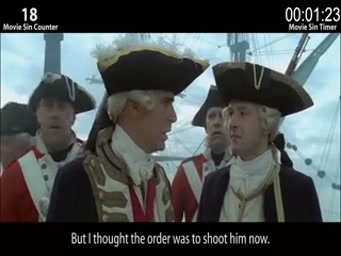 18
Movie Sin Counter
00:01:23
Movie Sin Timer
But I thought the order was to shoot him now.